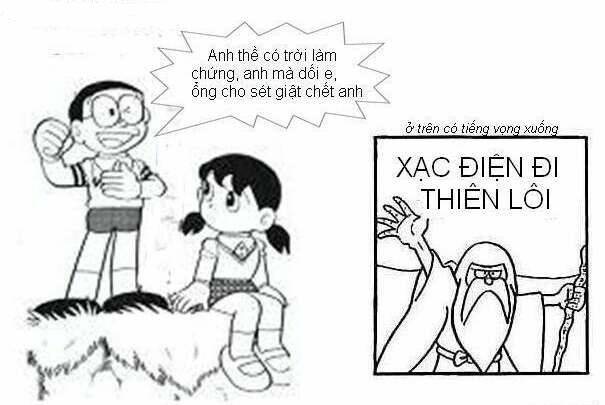 Anh thề có trời làm
chứng, anh mà dối e,
ổng cho sét giật chết anh
ở trên có tiếng vọng xuống
XẠC ĐIỆN ĐI
THIÊN LÔI